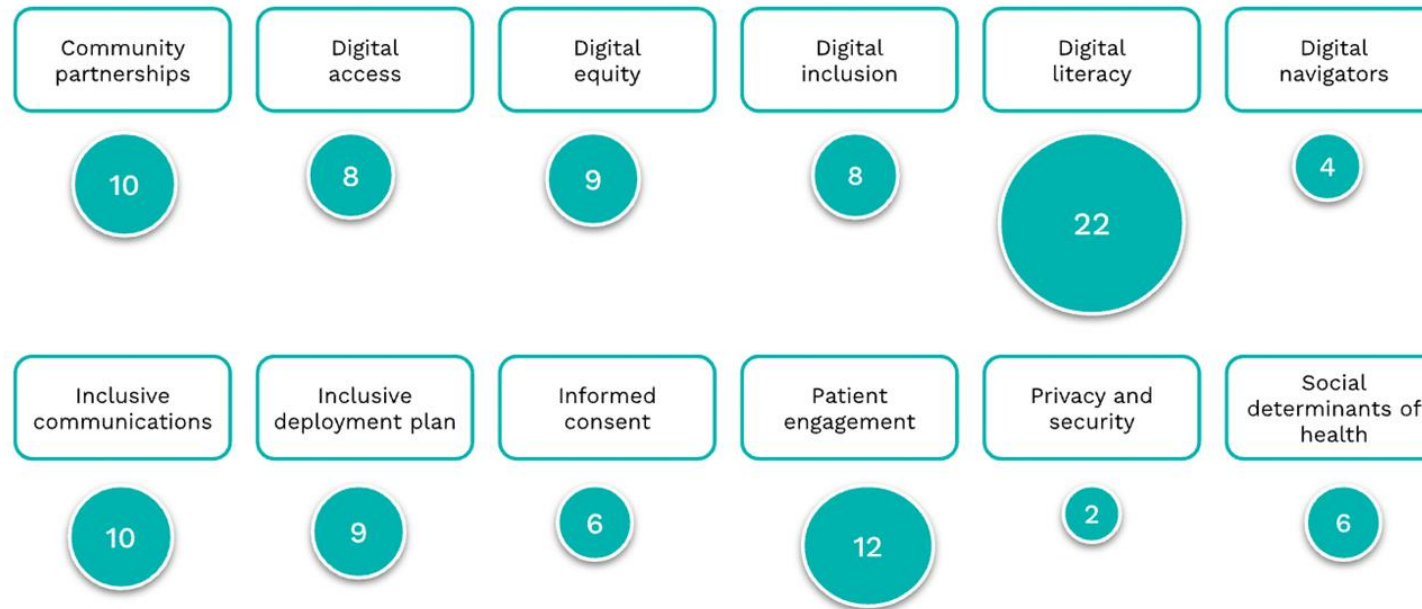 Community
partnerships
Digital
access
Digital
equity
Digital
inclusion
Digital
literacy
Digital
navigators
10
8
9
8
22
4
Inclusive
communications
Inclusive
deployment plan
Informed
consent
Patient
engagement
Privacy and
security
Social
determinants of
health
10
9
6
12
2
6